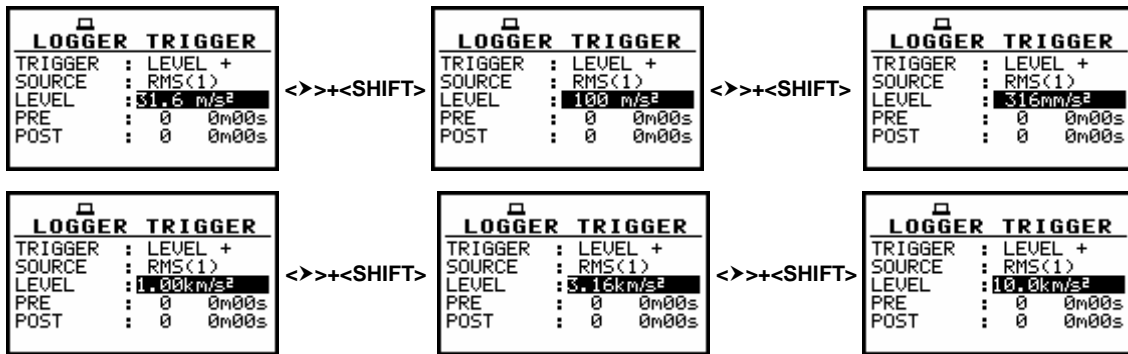 LOGGER TRIGGER
TRIGGER : LEVEL +
SOURCE : RMS(1)
LEVEL :31.6 m/s²
PRE : 0 0m00s
POST : 0 0m00s
<>>+<SHIFT>
LOGGER TRIGGER
TRIGGER : LEVEL +
SOURCE : RMS(1)
LEVEL : 100 m/s²
PRE : 0 0m00s
POST : 0 0m00s
<>>+<SHIFT>
LOGGER TRIGGER
TRIGGER : LEVEL +
SOURCE : RMS(1)
LEVEL : 316mm/s²
PRE : 0 0m00s
POST : 0 0m00s
LOGGER TRIGGER
TRIGGER : LEVEL +
SOURCE : RMS(1)
LEVEL :1.00km/s²
PRE : 0 0m00s
POST : 0 0m00s
<>>+<SHIFT>
LOGGER TRIGGER
TRIGGER : LEVEL +
SOURCE : RMS(1)
LEVEL :3.16km/s²
PRE : 0 0m00s
POST : 0 0m00s
<>>+<SHIFT>
LOGGER TRIGGER
TRIGGER : LEVEL +
SOURCE : RMS(1)
LEVEL :10.0km/s²
PRE : 0 0m00s
POST : 0 0m00s